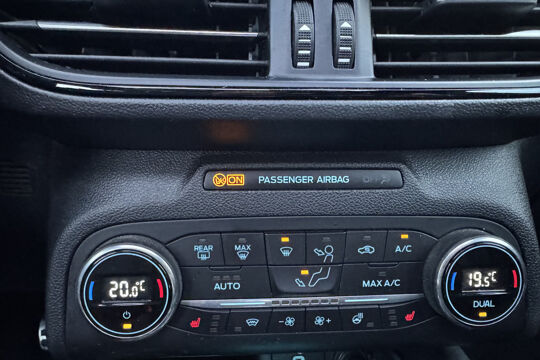 ON PASSENGER AIRBAG
REAR MAX A/C
20.0°C AUTO MAX A/C 19.5°C
DUAL